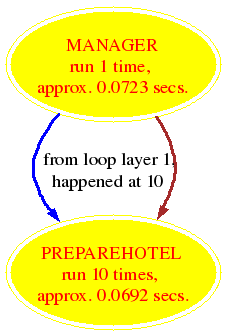 MANAGER
run 1 time,
approx. 0.0723 secs.
from loop layer 1,
happened at 10
PREPAREHOTEL
run 10 times,
approx. 0.0692 secs.